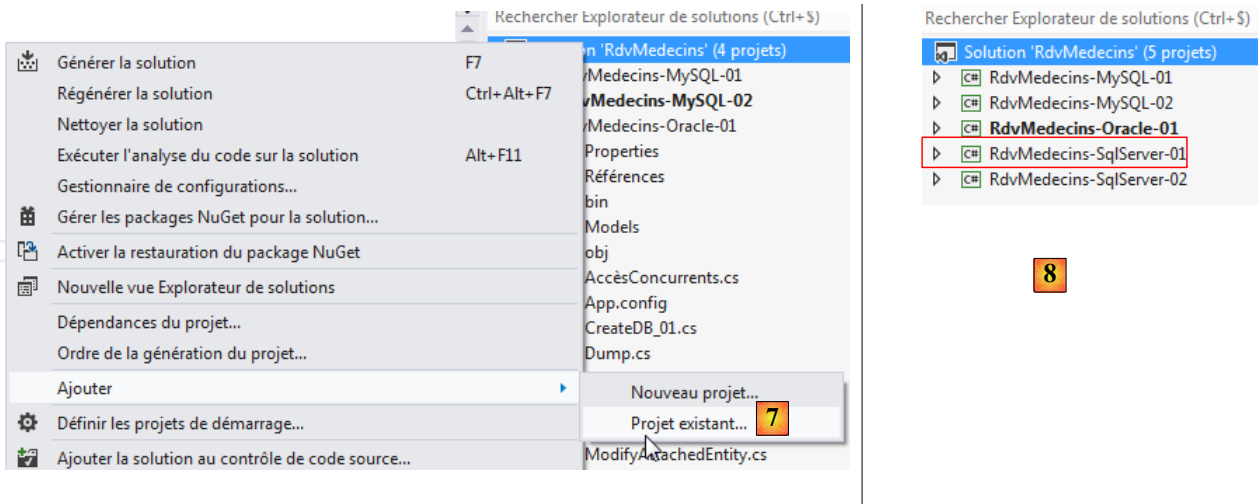 Rechercher Explorateur de solutions (Ctrl+$)
n 'RdvMedecins' (4 projets)
Générer la solution F7
vMedecins-MySQL-01
Régénérer la solution Ctrl+Alt+F7
vMedecins-MySQL-02
Nettoyer la solution
vMedecins-Oracle-01
Exécuter l'analyse du code sur la solution Alt+F11
Properties
Gestionnaire de configurations...
Références
bin
Gérer les packages NuGet pour la solution...
Models
Activer la restauration du package NuGet
obj
Nouvelle vue Explorateur de solutions
AccèsConcurrents.cs
App.config
Dépendances du projet...
CreateDB_01.cs
Ordre de la génération du projet...
Dump.cs
Ajouter
Nouveau projet...
Définir les projets de démarrage...
Projet existant... 7
Ajouter la solution au contrôle de code source...
ModifyAttachedEntity.cs
Rechercher Explorateur de solutions (Ctrl+$)
Solution 'RdvMedecins' (5 projets)
C# RdvMedecins-MySQL-01
C# RdvMedecins-MySQL-02
C# RdvMedecins-Oracle-01
C# RdvMedecins-SqlServer-01
C# RdvMedecins-SqlServer-02
8